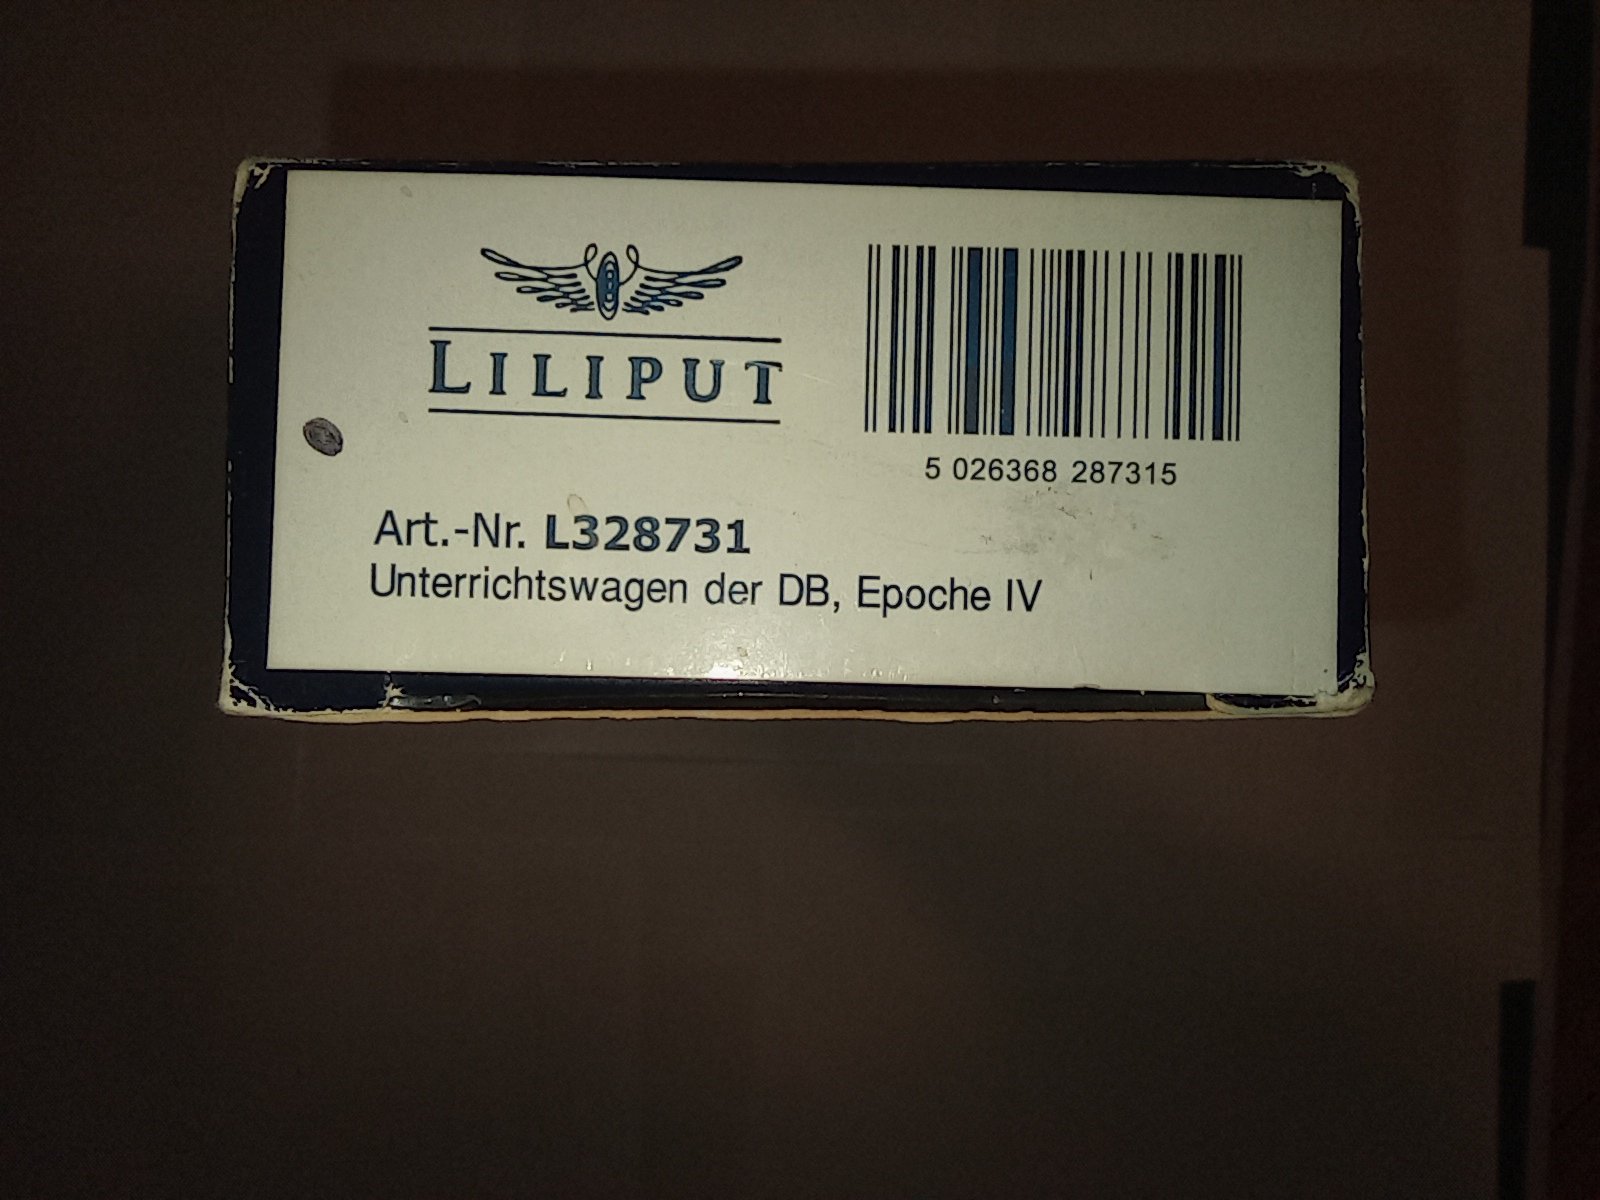 LILIPUT
5 026368 287315
Art.-Nr. L328731
Unterrichtswagen der DB, Epoche IV